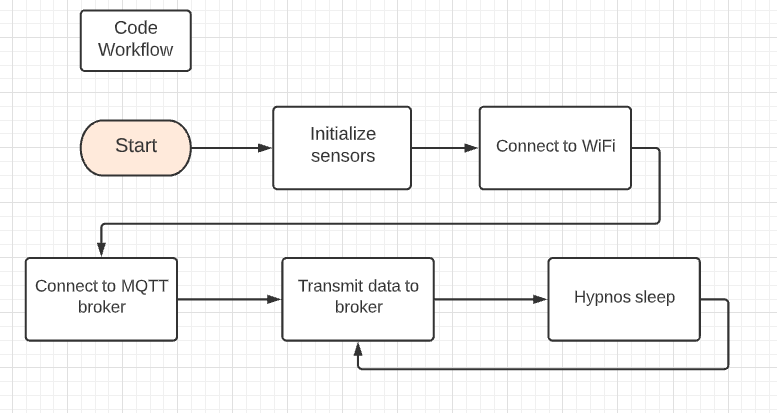 Code
Workflow
Start
Initialize
sensors
Connect to WiFi
Connect to MQTT
broker
Transmit data to
broker
Hypnos sleep